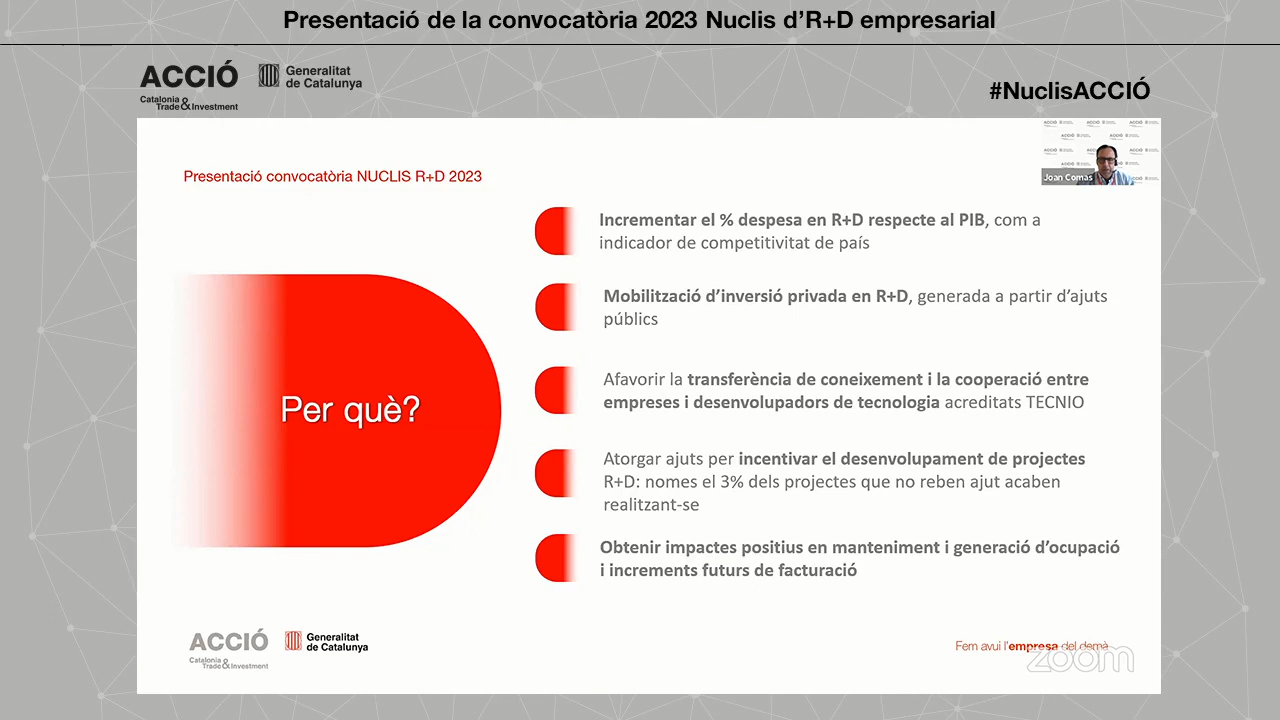 Presentació de la convocatòria 2023 Nuclis d’R+D empresarial
ACCIÓ
Catalonia
Trade & Investment
Generalitat
de Catalunya
#NuclisACCIÓ
Presentació convocatòria NUCLIS R+D 2023
Joan Comas
Per què?
Incrementar el % despesa en R+D respecte al PIB, com a
indicador de competitivitat de país
Mobilització d’inversió privada en R+D, generada a partir d’ajuts
públics
Afavorir la transferència de coneixement i la cooperació entre
empreses i desenvolupadors de tecnologia acreditats TECNIO
Atorgar ajuts per incentivar el desenvolupament de projectes
R+D: nomes el 3% dels projectes que no reben ajut acaben
realitzant-se
Obtenir impactes positius en manteniment i generació d’ocupació
i increments futurs de facturació
ACCIÓ
Catalonia
Trade & Investment
Generalitat
de Catalunya
Fem avui l'empresa del demà
zoom